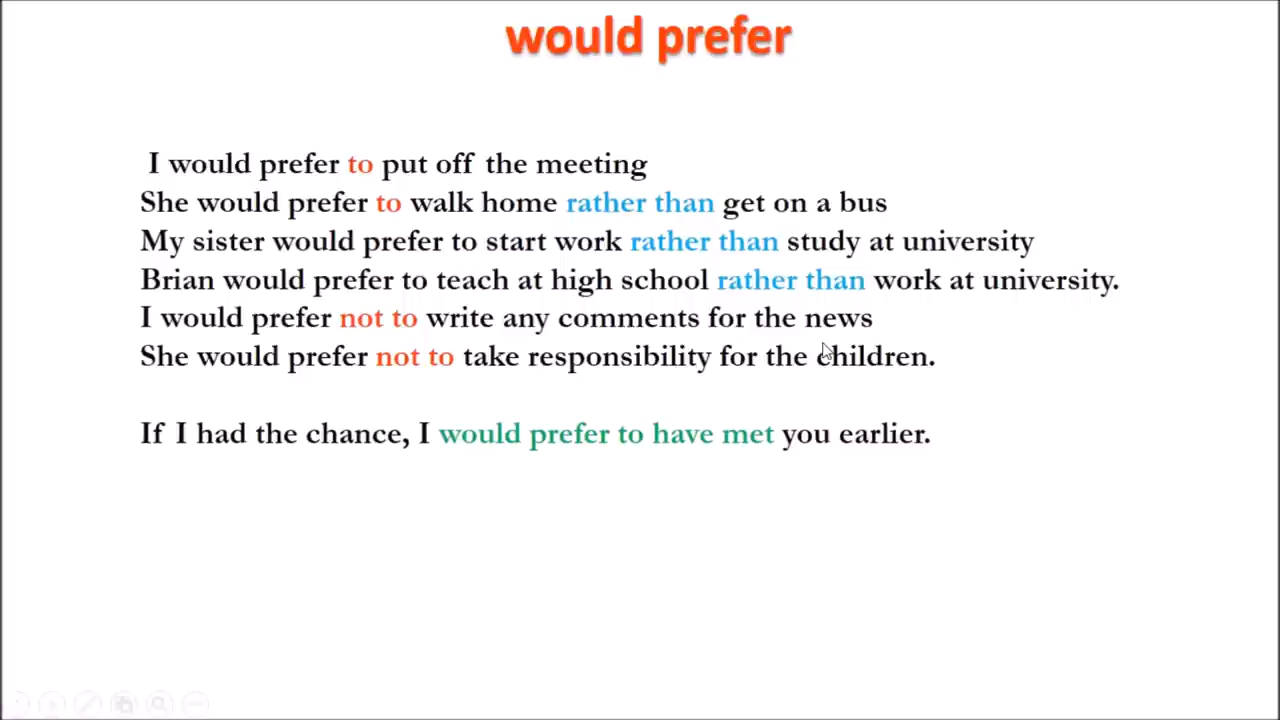 would prefer
I would prefer to put off the meeting
She would prefer to walk home rather than get on a bus
My sister would prefer to start work rather than study at university
Brian would prefer to teach at high school rather than work at university.
I would prefer not to write any comments for the news
She would prefer not to take responsibility for the children.
If I had the chance, I would prefer to have met you earlier.